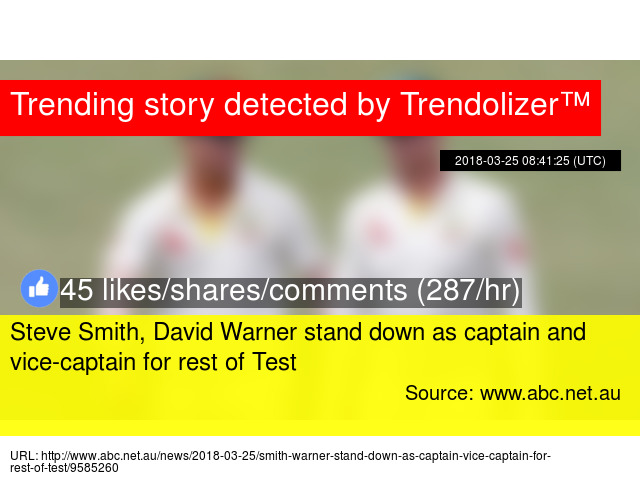 Trending story detected by Trendolizer™
2018-03-25 08:41:25 (UTC)
45 likes/shares/comments (287/hr)
Steve Smith, David Warner stand down as captain and
vice-captain for rest of Test
Source: www.abc.net.au
URL: http://www.abc.net.au/news/2018-03-25/smith-warner-stand-down-as-captain-vice-captain-for-
rest-of-test/9585260